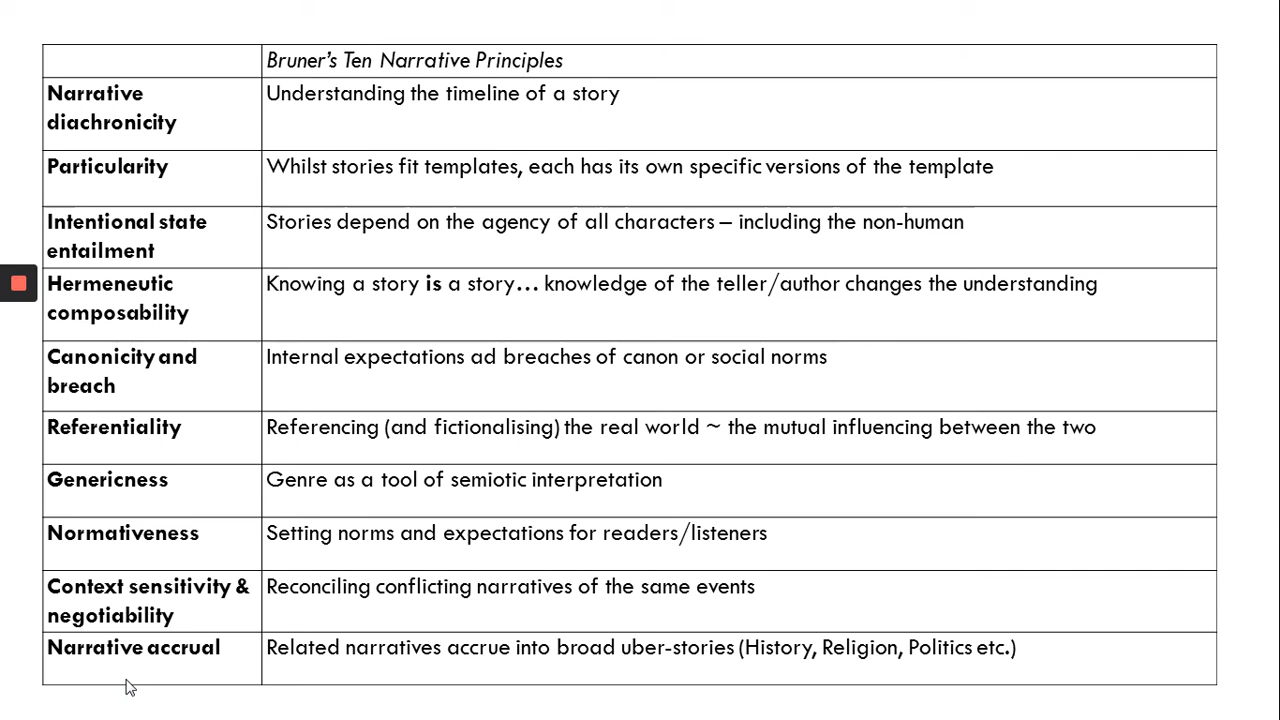 Bruner's Ten Narrative Principles
Narrative
diachronicity
Understanding the timeline of a story
Particularity
Whilst stories fit templates, each has its own specific versions of the template
Intentional state
entailment
Stories depend on the agency of all characters – including the non-human
Hermeneutic
composability
Knowing a story is a story... knowledge of the teller/author changes the understanding
Canonicity and
breach
Internal expectations ad breaches of canon or social norms
Referentiality
Referencing (and fictionalising) the real world ~ the mutual influencing between the two
Genericness
Genre as a tool of semiotic interpretation
Normativeness
Setting norms and expectations for readers/listeners
Context sensitivity &
negotiability
Reconciling conflicting narratives of the same events
Narrative accrual
Related narratives accrue into broad uber-stories (History, Religion, Politics etc.)